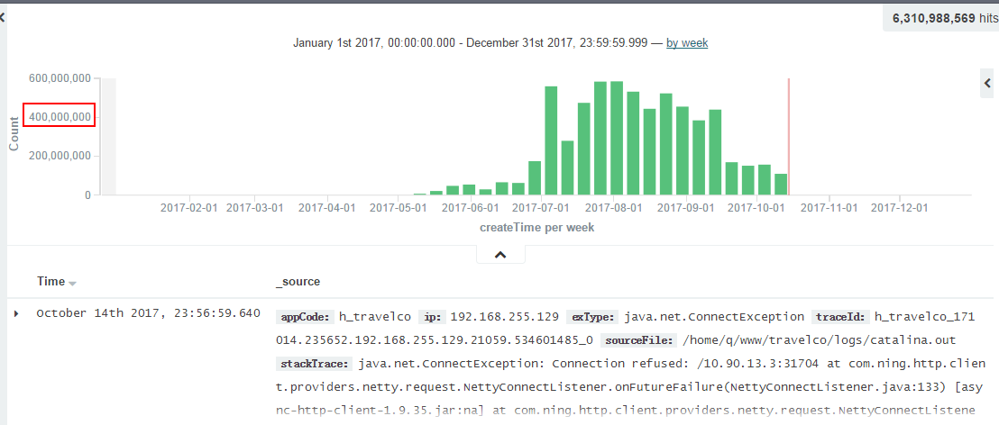 6,310,988,569 hits
January 1st 2017, 00:00:00.000 - December 31st 2017, 23:59:59.999 — by week
600,000,000
400,000,000
200,000,000
0
Count
2017-02-01 2017-03-01 2017-04-01 2017-05-01 2017-06-01 2017-07-01 2017-08-01 2017-09-01 2017-10-01 2017-11-01 2017-12-01
createTime per week
Time _source
October 14th 2017, 23:56:59.640
appCode: h_travelco ip: 192.168.255.129 exType: java.net.ConnectException traceId: h_travelco_171
014.235652.192.168.255.129.21059.534601485_0 sourceFile: /home/q/www/travelco/logs/catalina.out
stackTrace: java.net.ConnectException: Connection refused: /10.90.13.3:31704 at com.ning.http.clien
t.providers.netty.request.NettyConnectListener.onFutureFailure(NettyConnectListener.java:133) [asy
nc-http-client-1.9.35.jar:na] at com.ning.http.client.providers.netty.request.NettyConnectListene